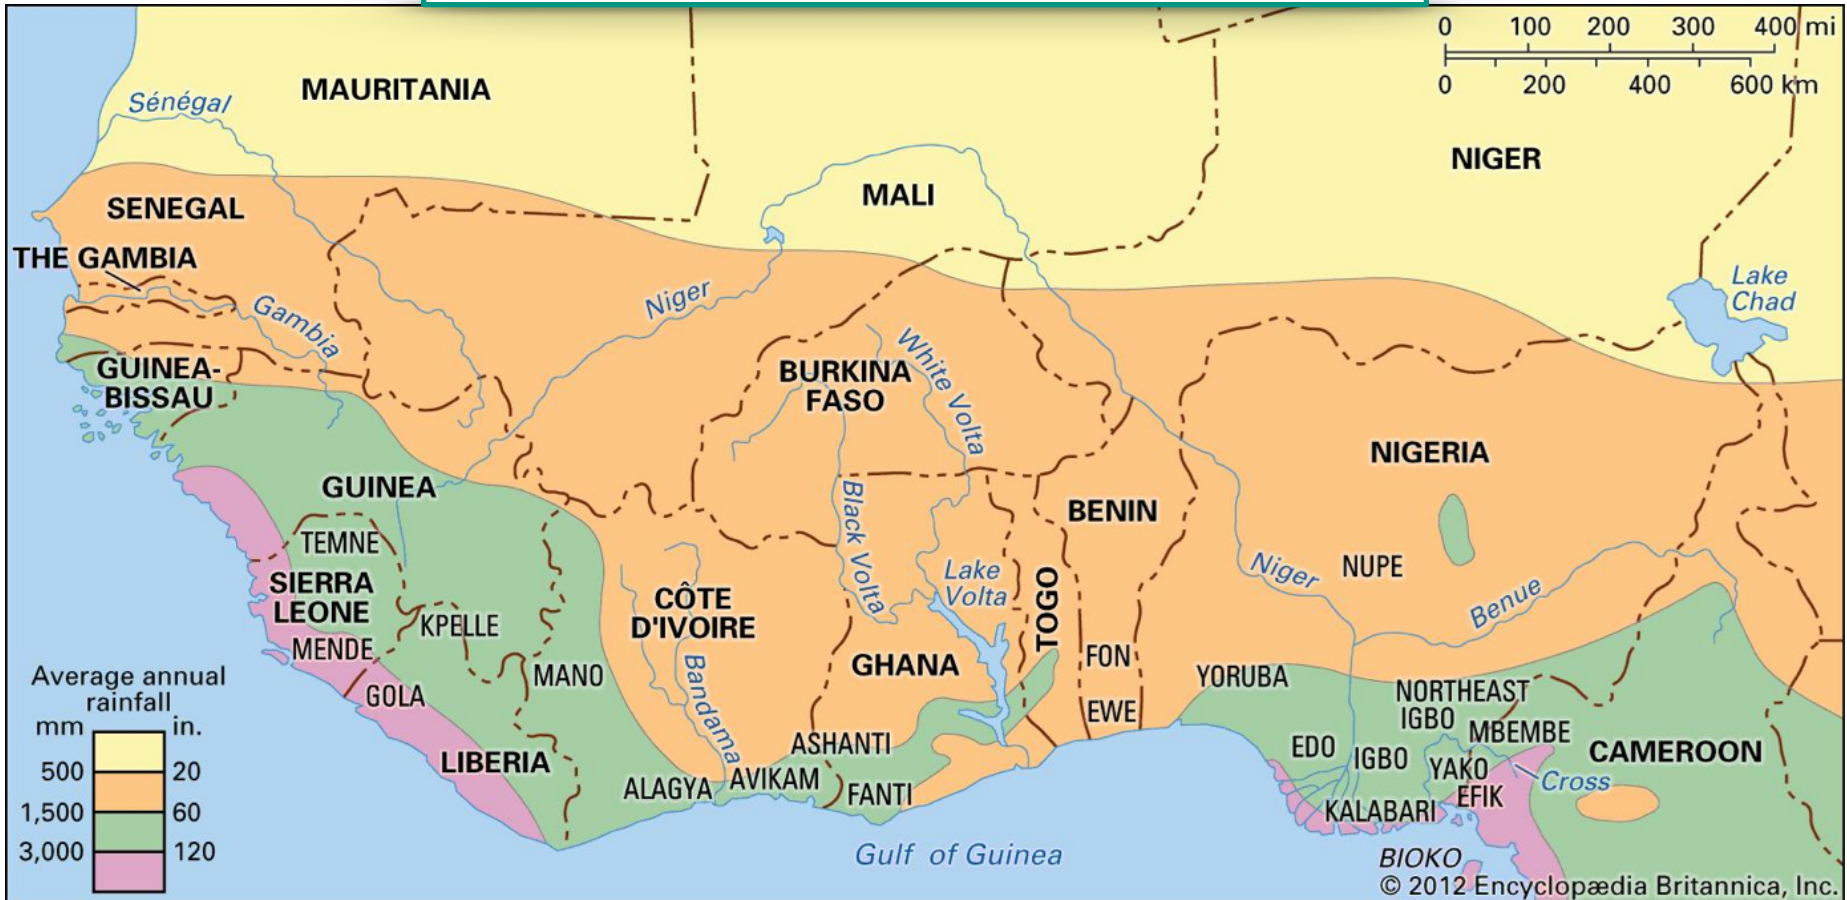 0 100 200 300 400 mi
0 200 400 600 km
MAURITANIA
Sénégal
NIGER
MALI
SENEGAL
THE GAMBIA
Gambia
Niger
Lake
Chad
GUINEA-
BISSAU
BURKINA
FASO
White Volta
NIGERIA
GUINEA
Black Volta
BENIN
TEMNE
SIERRA
LEONE
KPELLE
MENDE
CÔTE
D'IVOIRE
Lake
Volta
TOGO
Niger
NUPE
Benue
MANO
GOLA
Bandama
GHANA
FON
EWE
YORUBA
NORTHEAST
IGBO
MBEMBE
LIBERIA
ASHANTI
ALAGYA
AVIKAM
FANTI
EDO
IGBO
YAKO
EFIK
KALABARI
CAMEROON
Cross
Average annual
rainfall
mm in.
500 20
1,500 60
3,000 120
Gulf of Guinea
BIOKO
© 2012 Encyclopædia Britannica, Inc.